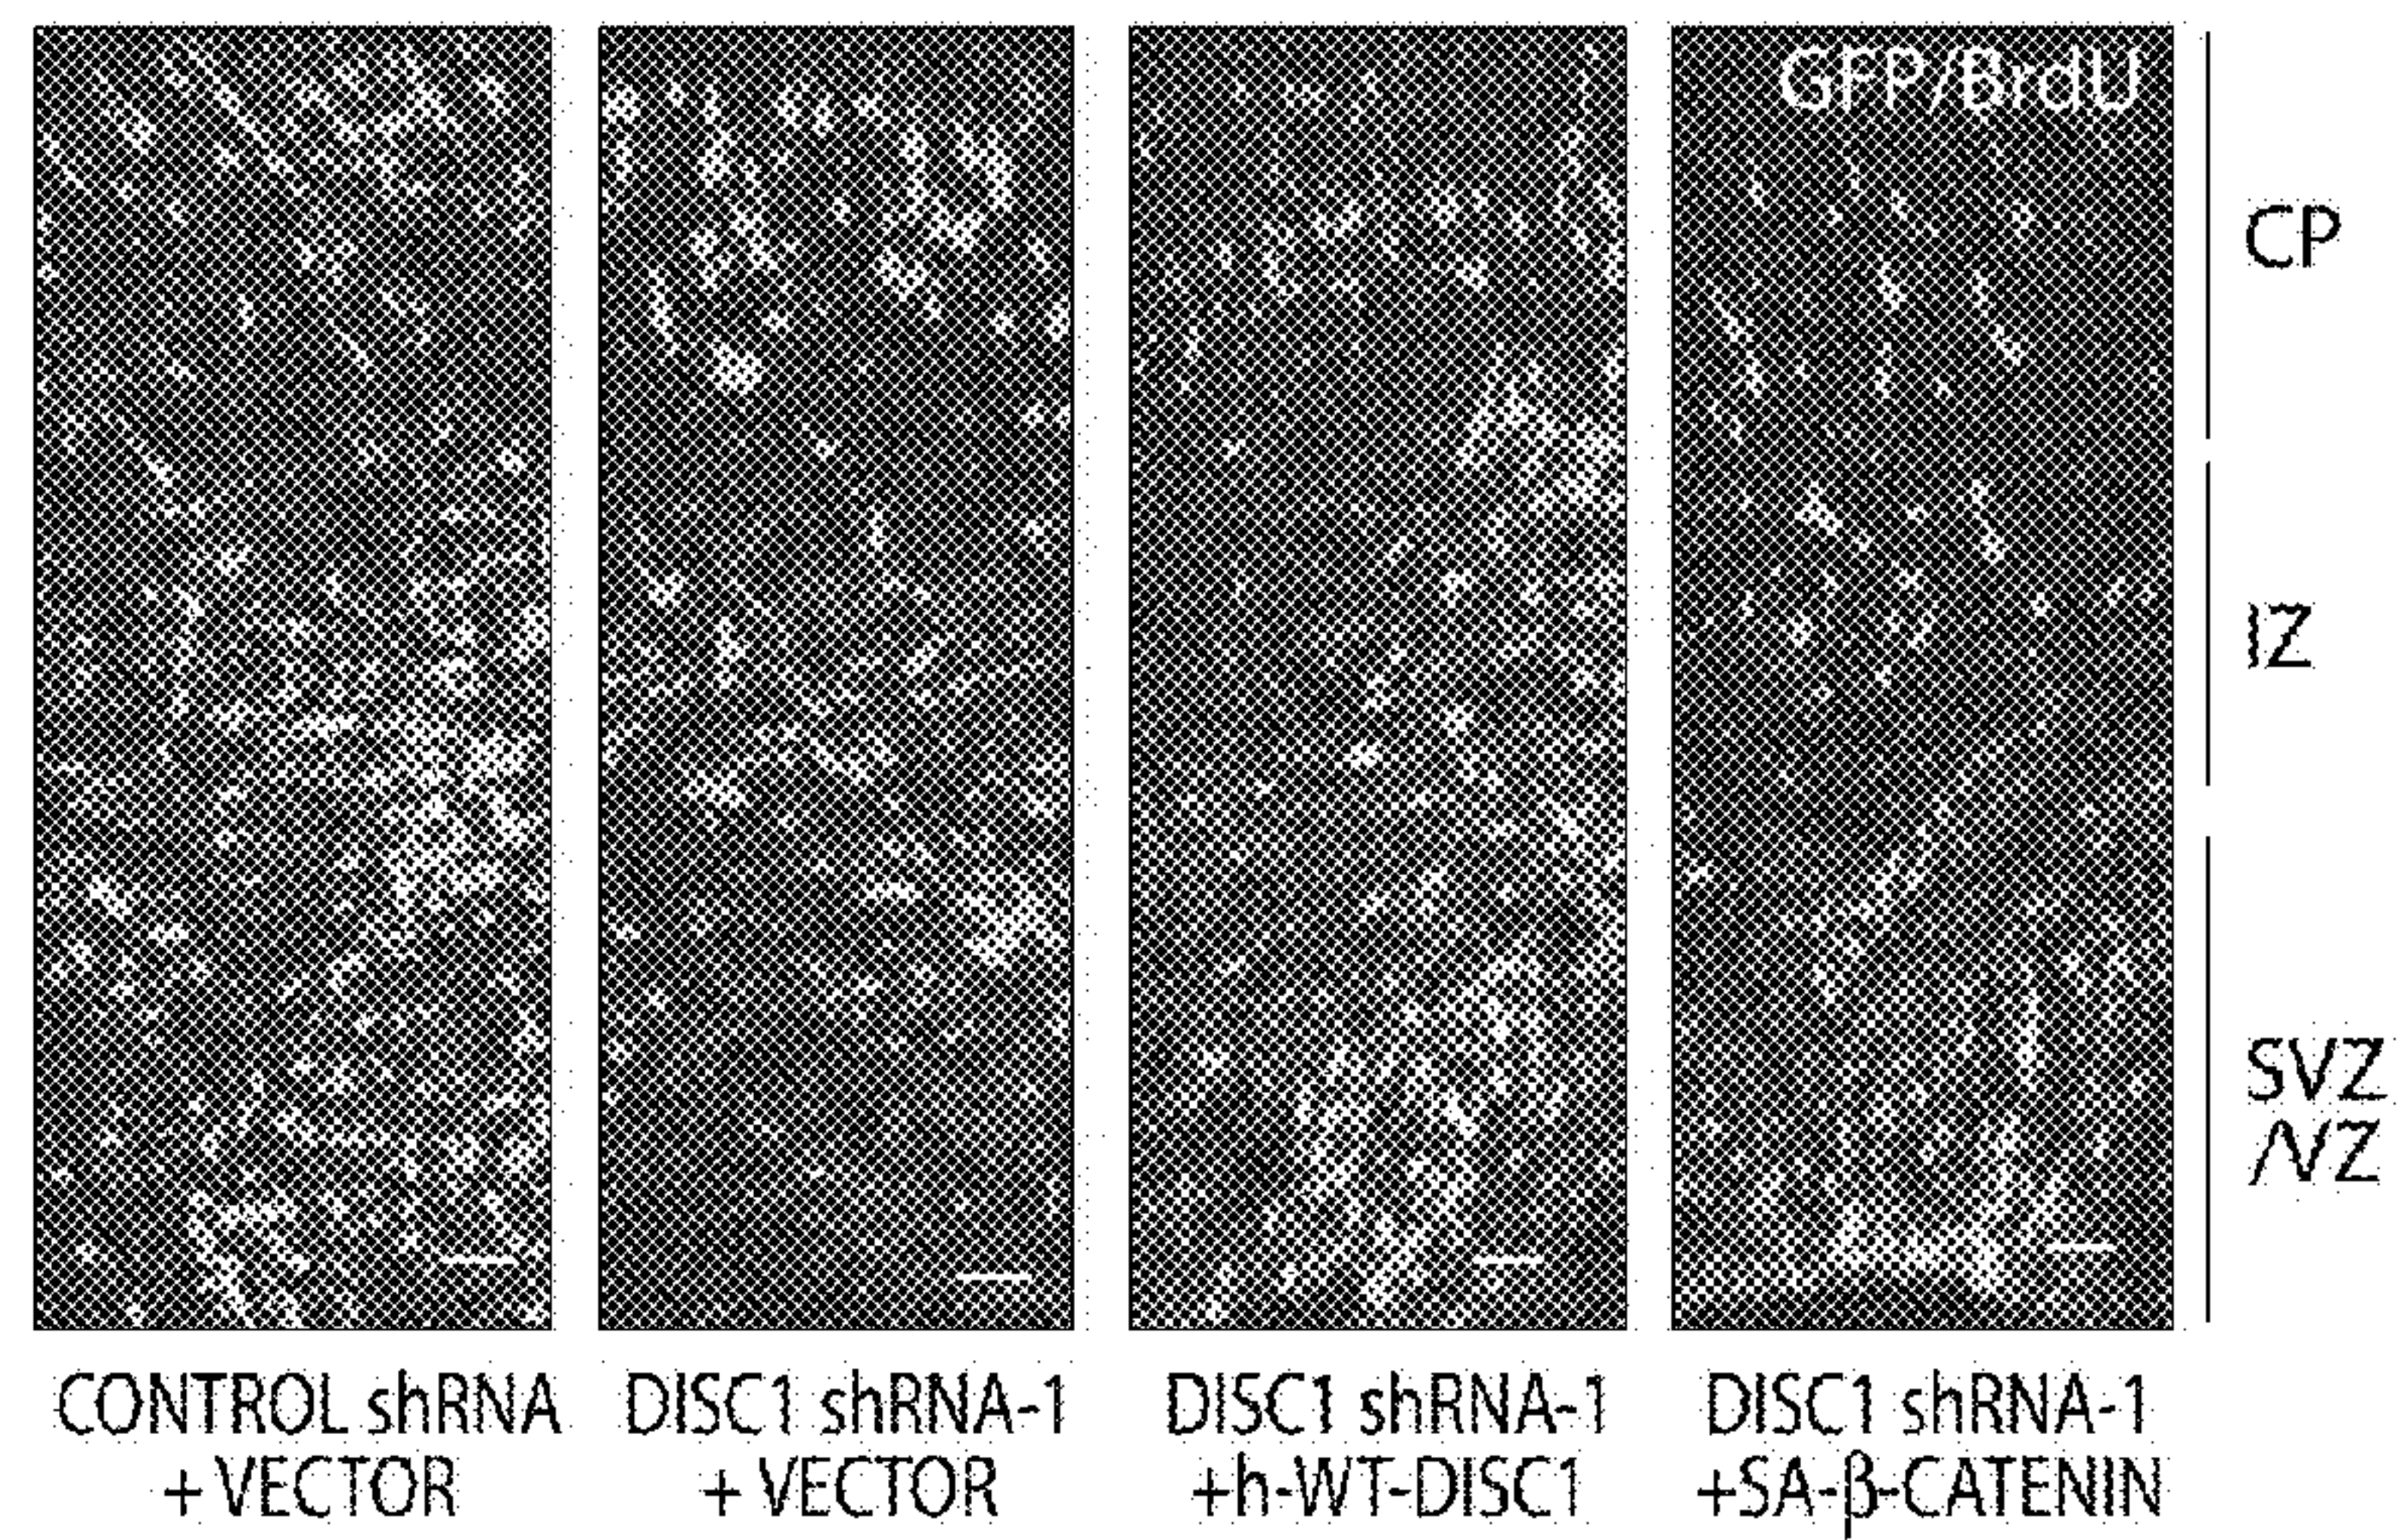 GFP/BrdU
CP
IZ
SVZ
/VZ
CONTROL shRNA
+ VECTOR
DISC1 shRNA-1
+ VECTOR
DISC1 shRNA-1
+h-WT-DISC1
DISC1 shRNA-1
+SA-β-CATENIN